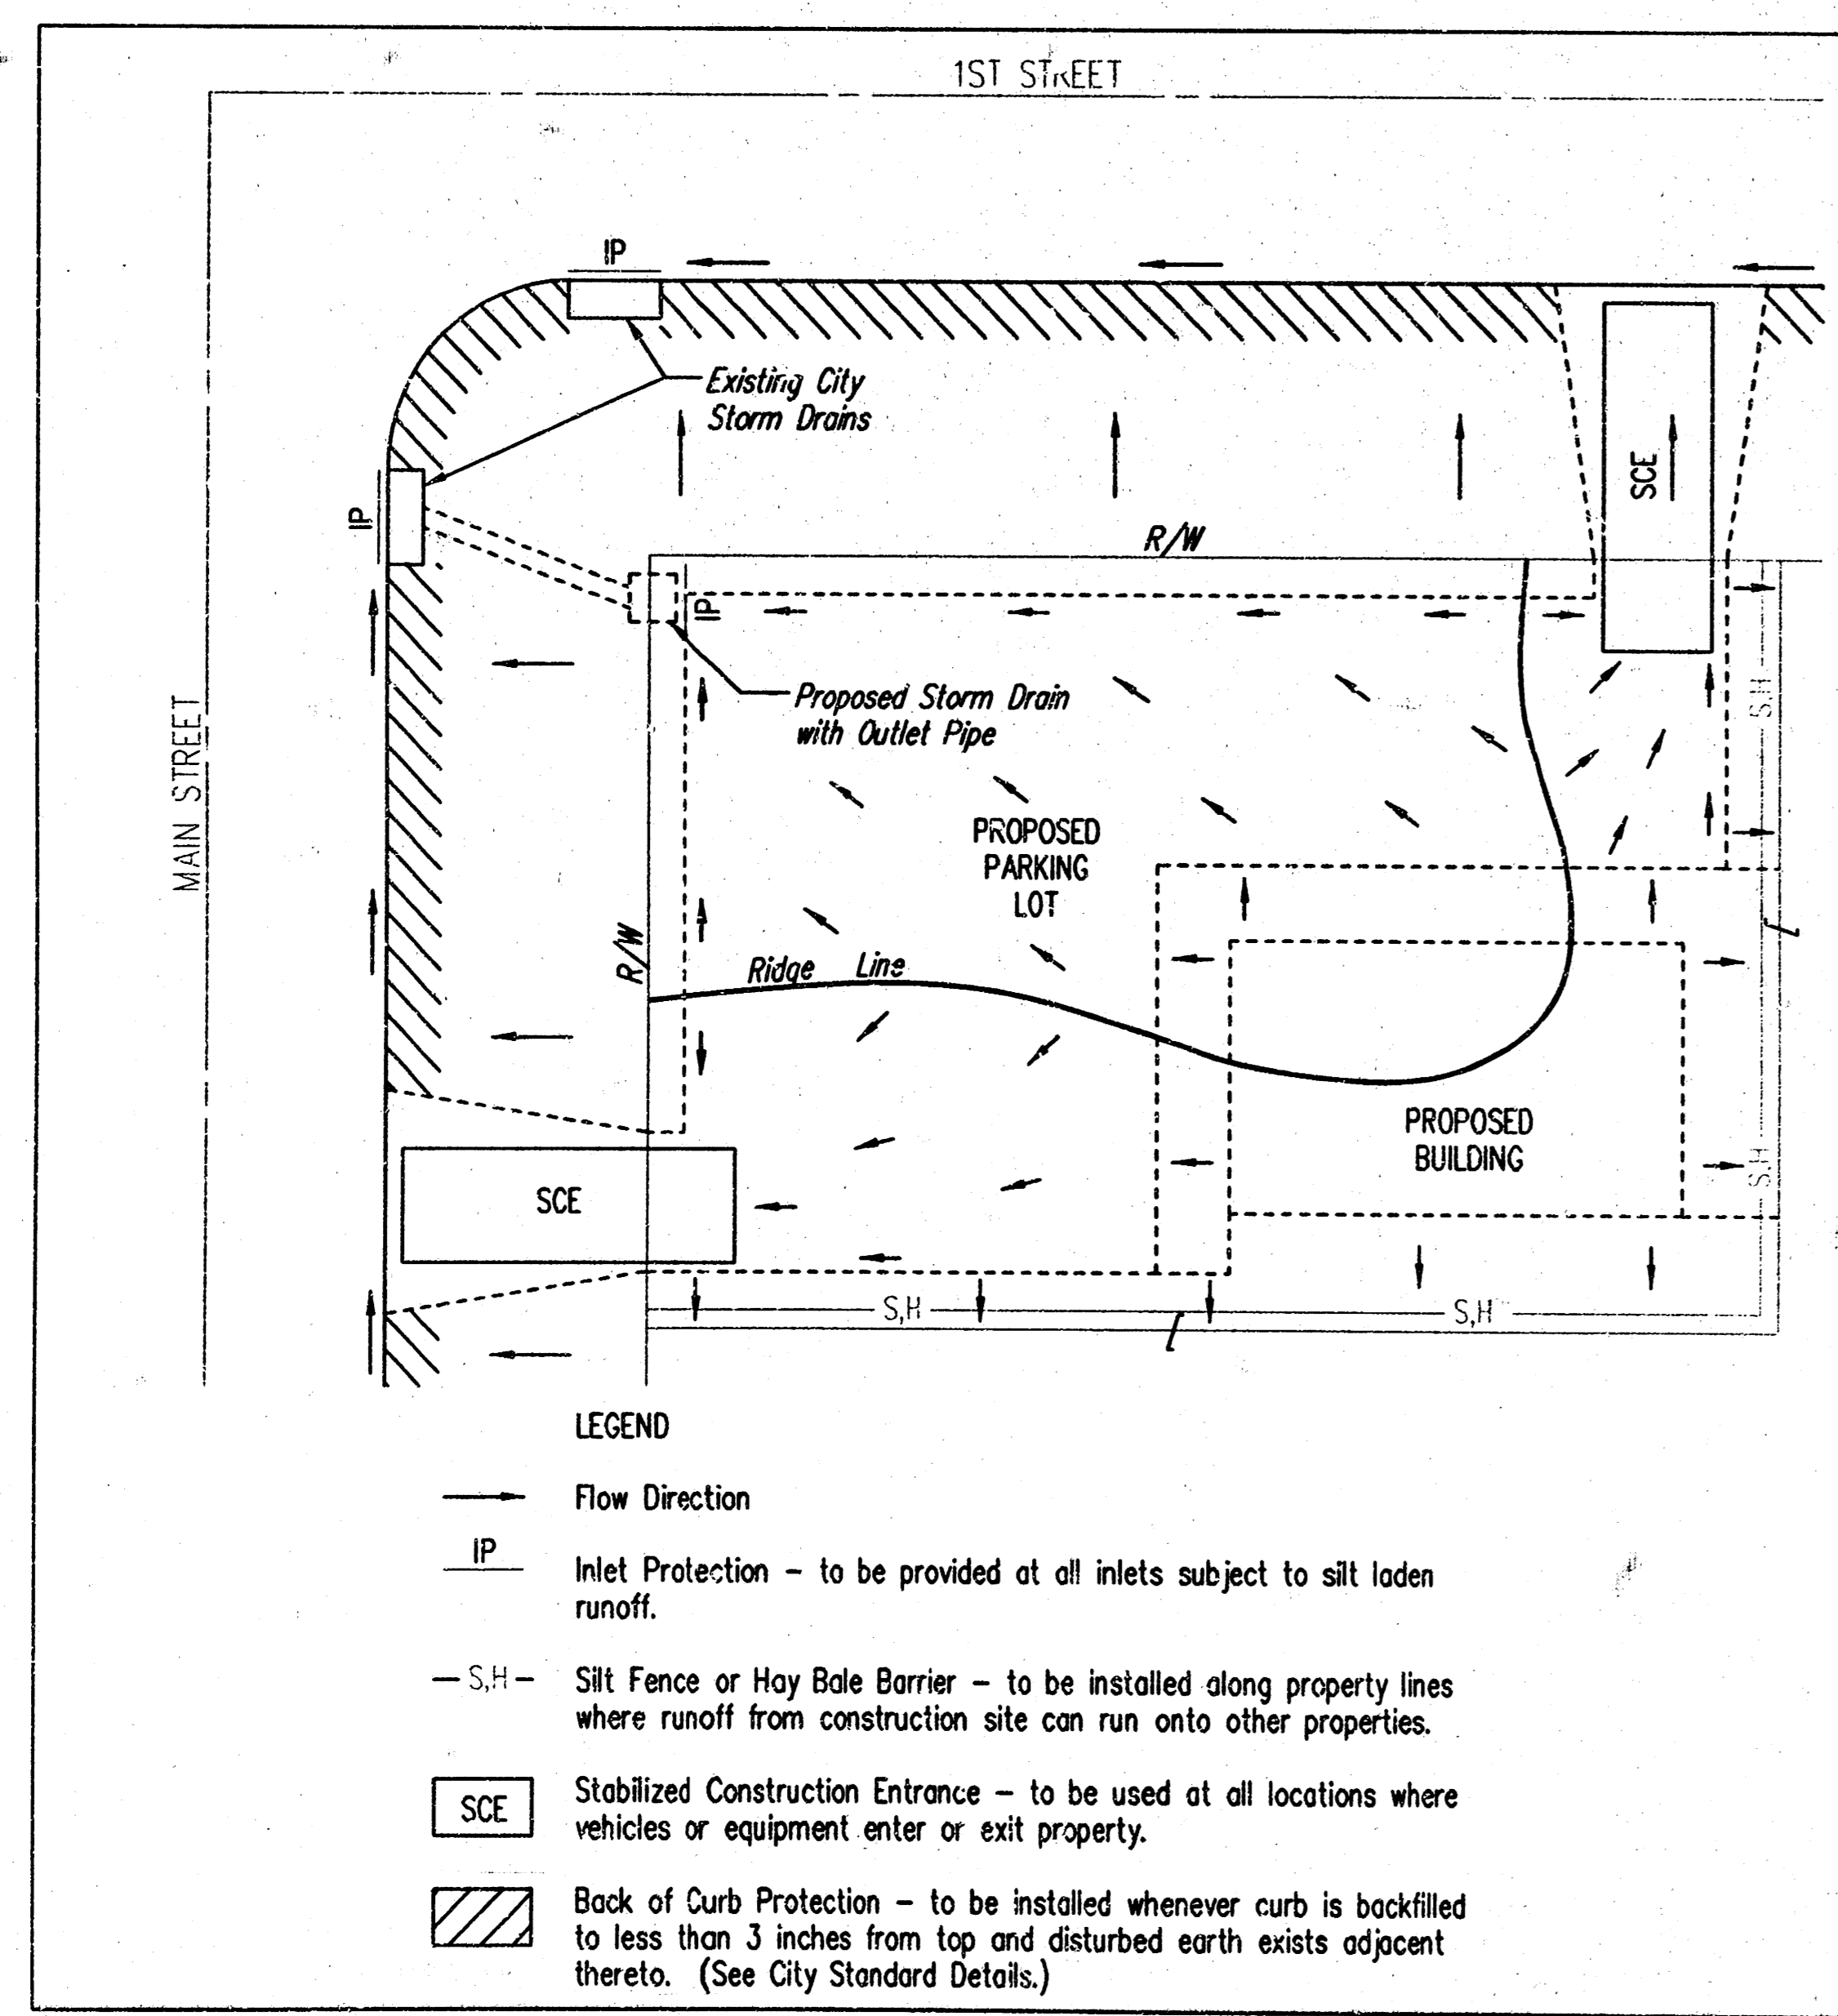 1ST STREET
IP
Existing City
Storm Drains
SCE
IP
R/W
IP
Proposed Storm Drain
with Outlet Pipe
S,H
MAIN STREET
PROPOSED
PARKING
LOT
R/W
Ridge Line
PROPOSED
BUILDING
S,H
SCE
S,H
S,H
LEGEND
Flow Direction
IP
Inlet Protection – to be provided at all inlets subject to silt laden
runoff.
S,H
Silt Fence or Hay Bale Barrier – to be installed along property lines
where runoff from construction site can run onto other properties.
SCE
Stabilized Construction Entrance – to be used at all locations where
vehicles or equipment enter or exit property.
Back of Curb Protection – to be installed whenever curb is backfilled
to less than 3 inches from top and disturbed earth exists adjacent
thereto. (See City Standard Details.)